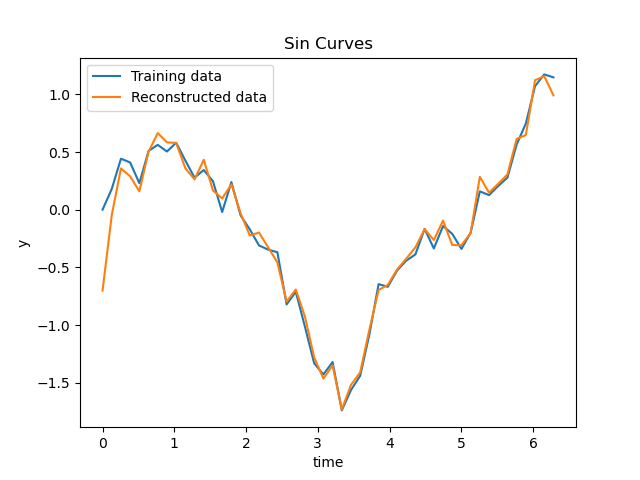 Sin Curves
Training data
Reconstructed data
1.0
0.5
0.0
−0.5
−1.0
−1.5
y
0 1 2 3 4 5 6
time